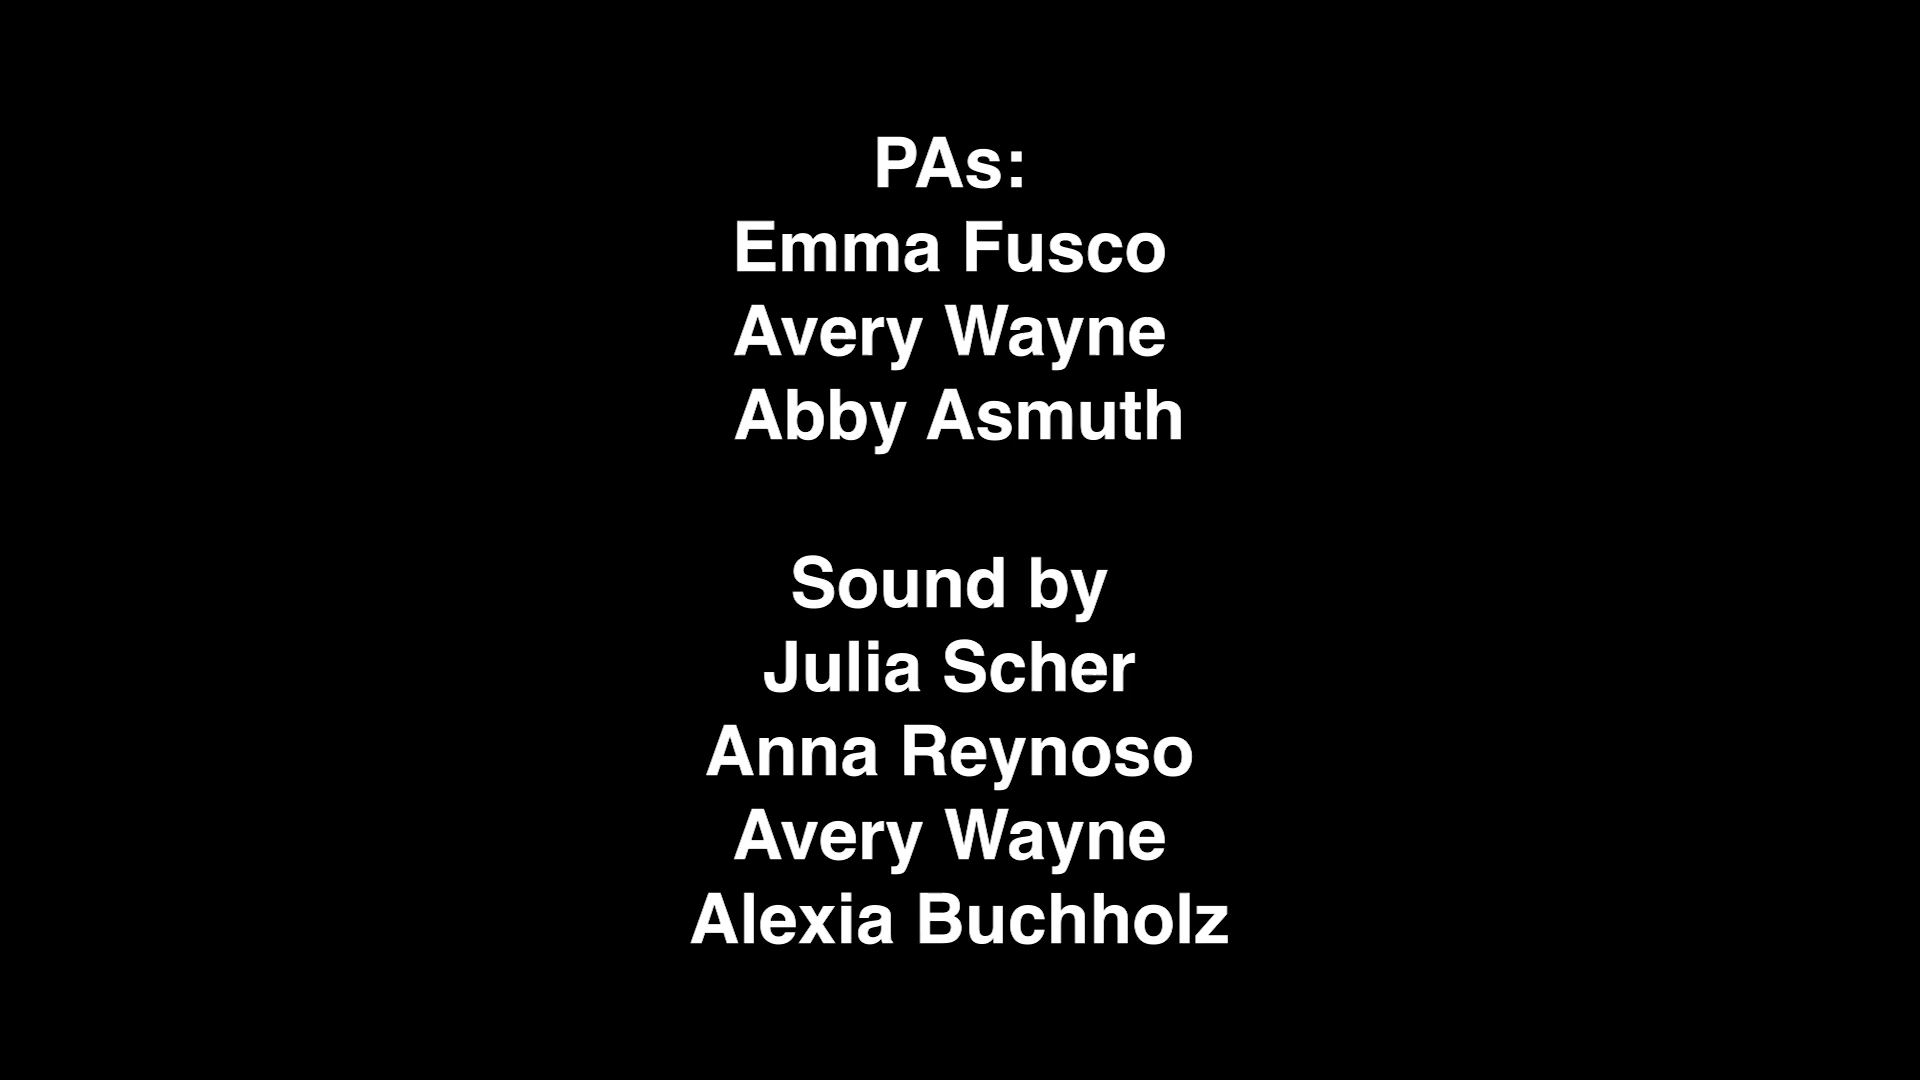 PAs:
Emma Fusco
Avery Wayne
Abby Asmuth
Sound by
Julia Scher
Anna Reynoso
Avery Wayne
Alexia Buchholz